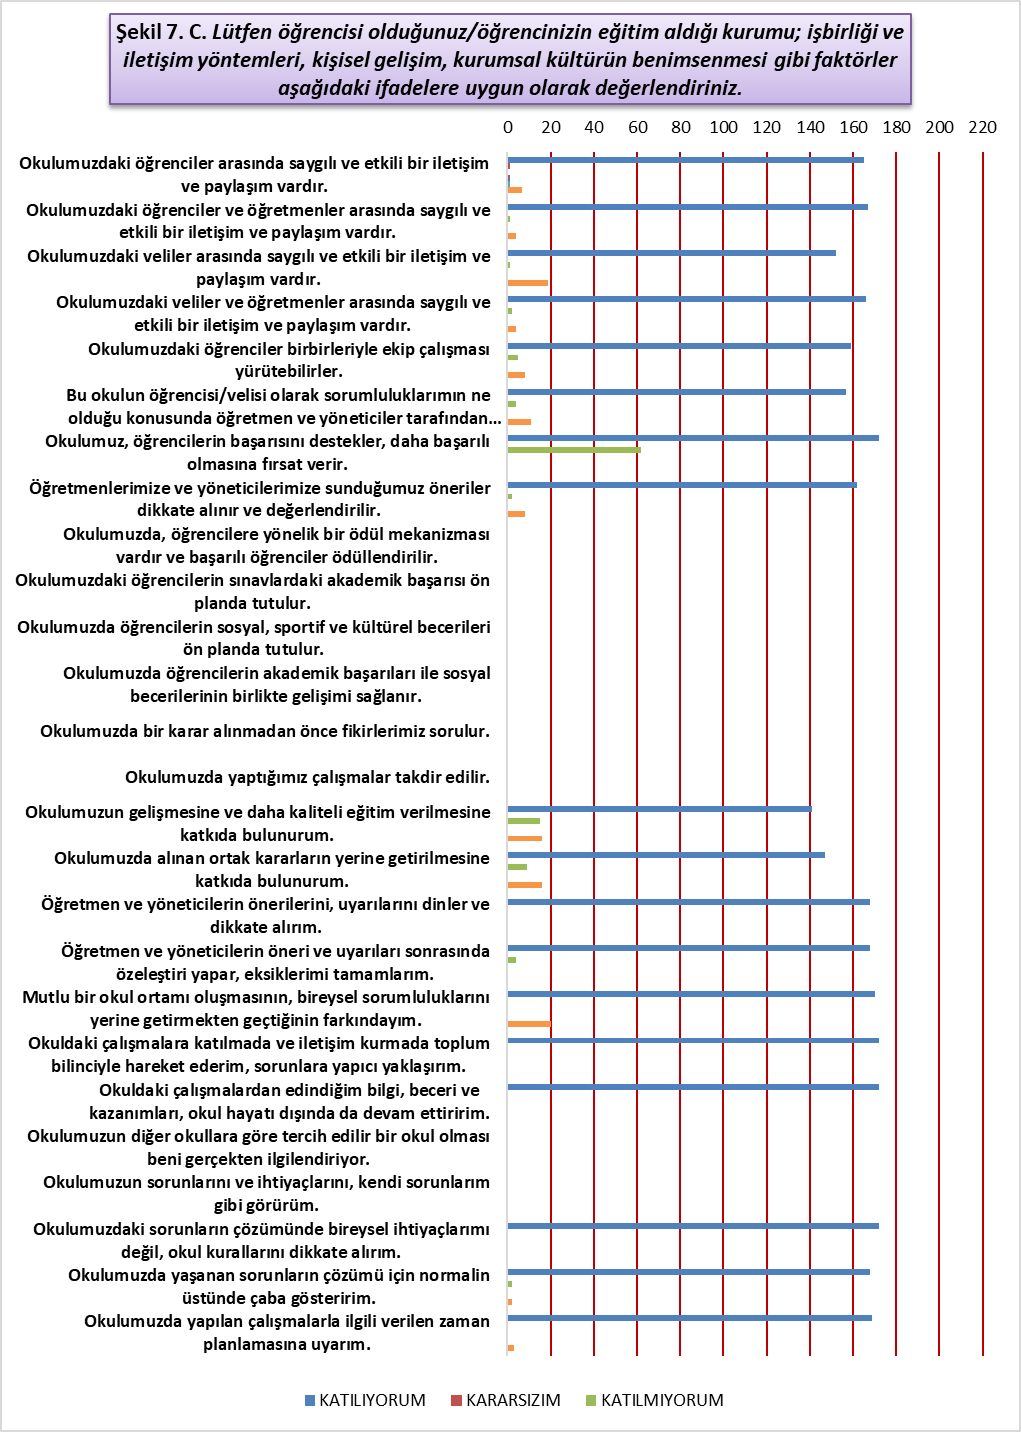 Şekil 7. C. Lütfen öğrencisi olduğunuz/öğrencinizin eğitim aldığı kurumu; işbirliği ve
iletişim yöntemleri, kişisel gelişim, kurumsal kültürün benimsenmesi gibi faktörler
aşağıdaki ifadelere uygun olarak değerlendiriniz.
0 20 40 60 80 100 120 140 160 180 200 220
Okulumuzdaki öğrenciler arasında saygılı ve etkili bir iletişim
ve paylaşım vardır.
Okulumuzdaki öğrenciler ve öğretmenler arasında saygılı ve
etkili bir iletişim ve paylaşım vardır.
Okulumuzdaki veliler arasında saygılı ve etkili bir iletişim ve
paylaşım vardır.
Okulumuzdaki veliler ve öğretmenler arasında saygılı ve
etkili bir iletişim ve paylaşım vardır.
Okulumuzdaki öğrenciler birbirleriyle ekip çalışması
yürütebilirler.
Bu okulun öğrencisi/velisi olarak sorumluluklarımın ne
olduğu konusunda öğretmen ve yöneticiler tarafından...
Okulumuz, öğrencilerin başarısını destekler, daha başarılı
olmasına fırsat verir.
Öğretmenlerimize ve yöneticilerimize sunduğumuz öneriler
dikkate alınır ve değerlendirilir.
Okulumuzda, öğrencilere yönelik bir ödül mekanizması
vardır ve başarılı öğrenciler ödüllendirilir.
Okulumuzdaki öğrencilerin sınavlardaki akademik başarısı ön
planda tutulur.
Okulumuzda öğrencilerin sosyal, sportif ve kültürel becerileri
ön planda tutulur.
Okulumuzda öğrencilerin akademik başarıları ile sosyal
becerilerinin birlikte gelişimi sağlanır.
Okulumuzda bir karar alınmadan önce fikirlerimiz sorulur.
Okulumuzda yaptığımız çalışmalar takdir edilir.
Okulumuzun gelişmesine ve daha kaliteli eğitim verilmesine
katkıda bulunurum.
Okulumuzda alınan ortak kararların yerine getirilmesine
katkıda bulunurum.
Öğretmen ve yöneticilerin önerilerini, uyarılarını dinler ve
dikkate alırım.
Öğretmen ve yöneticilerin öneri ve uyarıları sonrasında
özeleştiri yapar, eksiklerimi tamamlarım.
Mutlu bir okul ortamı oluşmasının, bireysel sorumluluklarını
yerine getirmekten geçtiğinin farkındayım.
Okuldaki çalışmalara katılmada ve iletişim kurmada toplum
bilinciyle hareket ederim, sorunlara yapıcı yaklaşırım.
Okuldaki çalışmalardan edindiğim bilgi, beceri ve
kazanımları, okul hayatı dışında da devam ettiririm.
Okulumuzun diğer okullara göre tercih edilir bir okul olması
beni gerçekten ilgilendiriyor.
Okulumuzun sorunlarını ve ihtiyaçlarını, kendi sorunlarım
gibi görürüm.
Okulumuzdaki sorunların çözümünde bireysel ihtiyaçlarımı
değil, okul kurallarını dikkate alırım.
Okulumuzda yaşanan sorunların çözümü için normalin
üstünde çaba gösteririm.
Okulumuzda yapılan çalışmalarla ilgili verilen zaman
planlamasına uyarım.
KATILIYORUM KARARSIZIM KATILMIYORUM